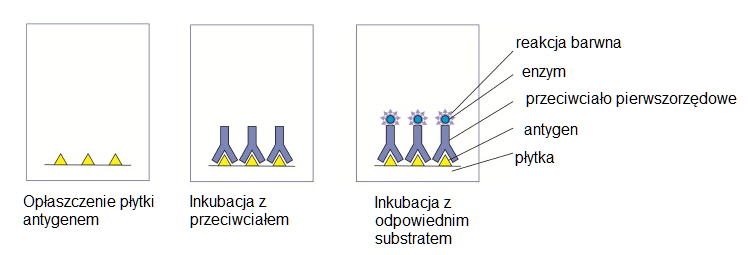 reakcja barwna
enzym
przeciwciało pierwszorzędowe
antygen
płytka
Opłaszczenie płytki
antygenem
Inkubacja z
przeciwciałem
Inkubacja z
odpowiednim
substratem